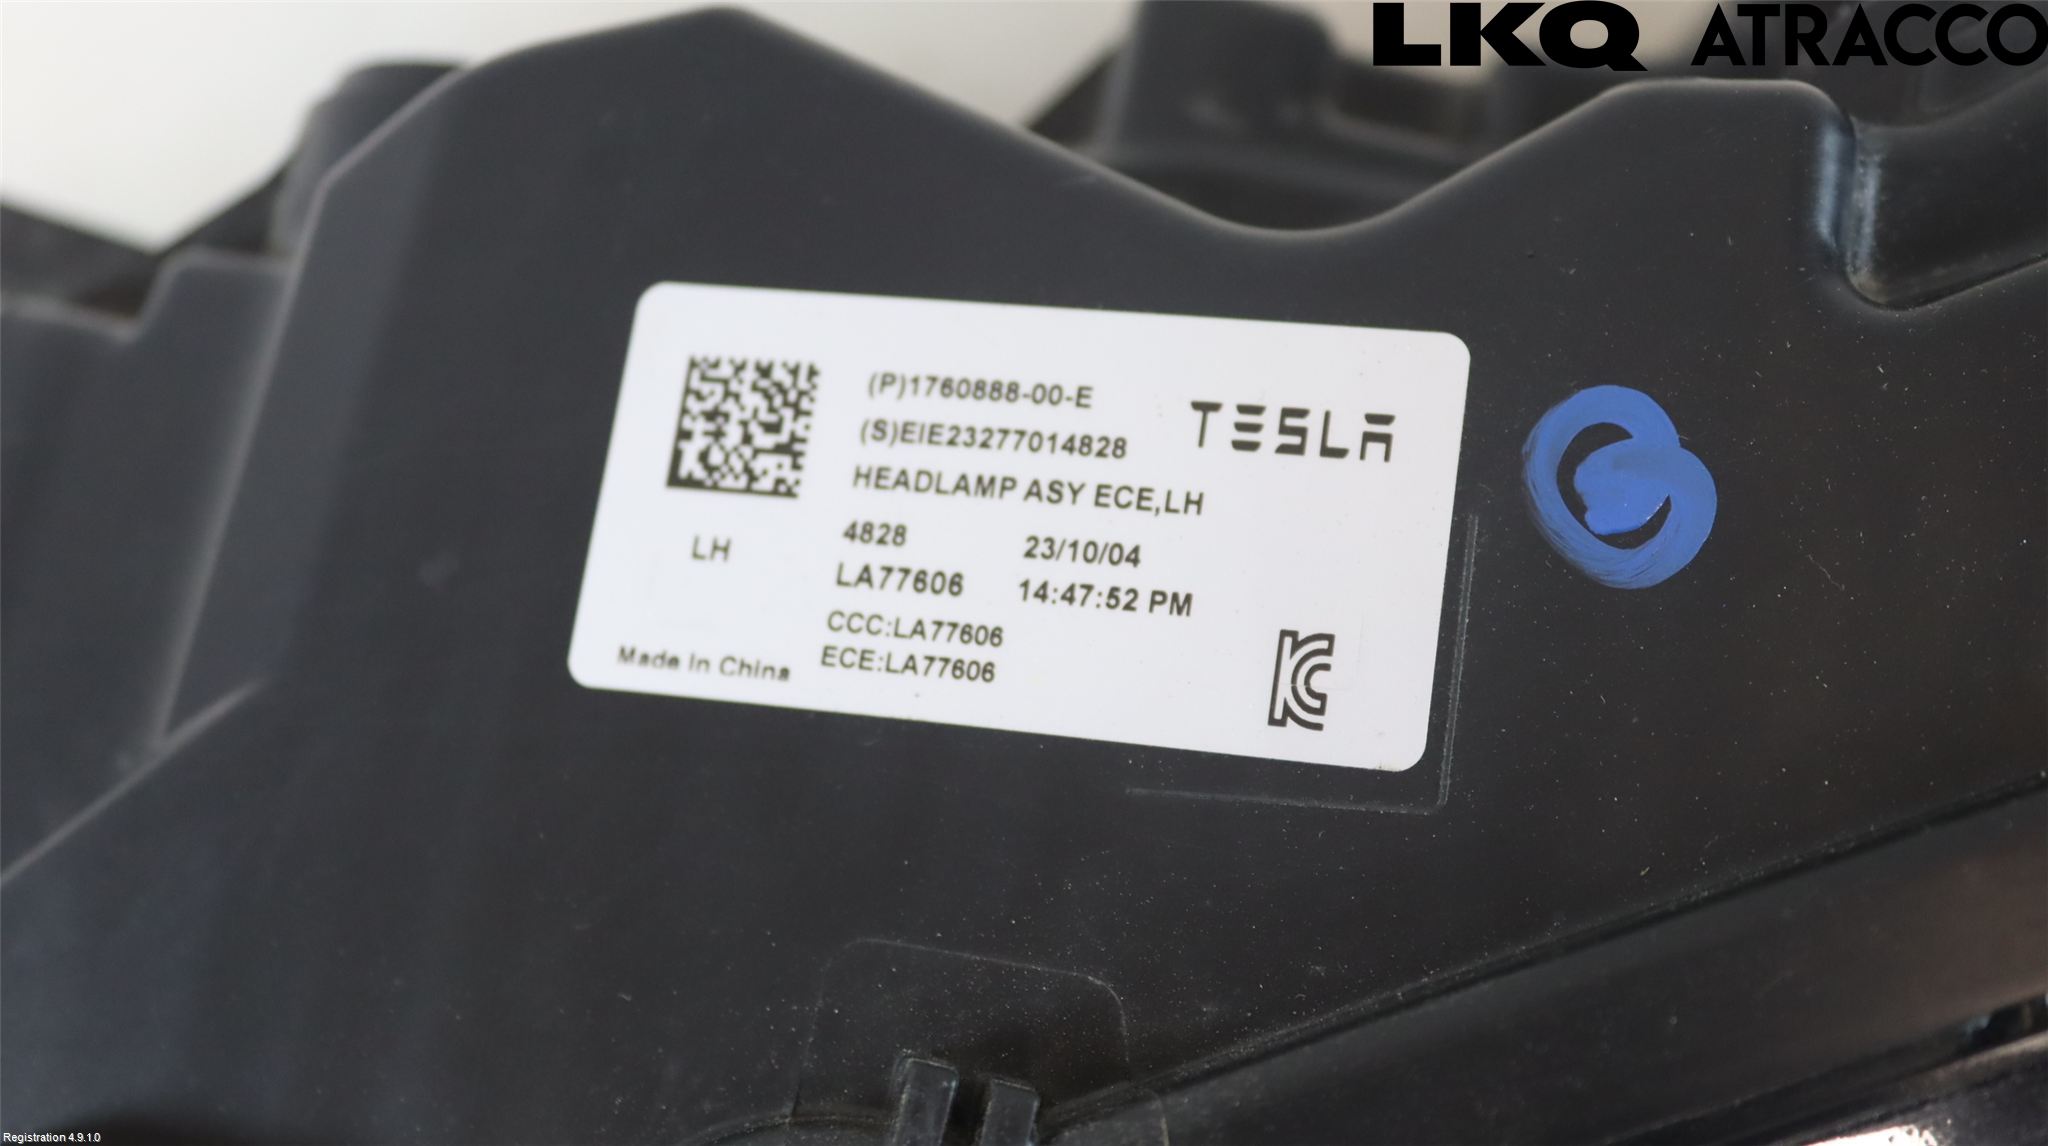 LKQ ATRACCO
(P)1760888-00-E
TESLA
(S)EIE23277014828
HEADLAMP ASY ECE,LH
4828 23/10/04
LH
LA77606 14:47:52 PM
CCC:LA77606
ECE:LA77606
Made In China
KC
Registration 4.9.1.0